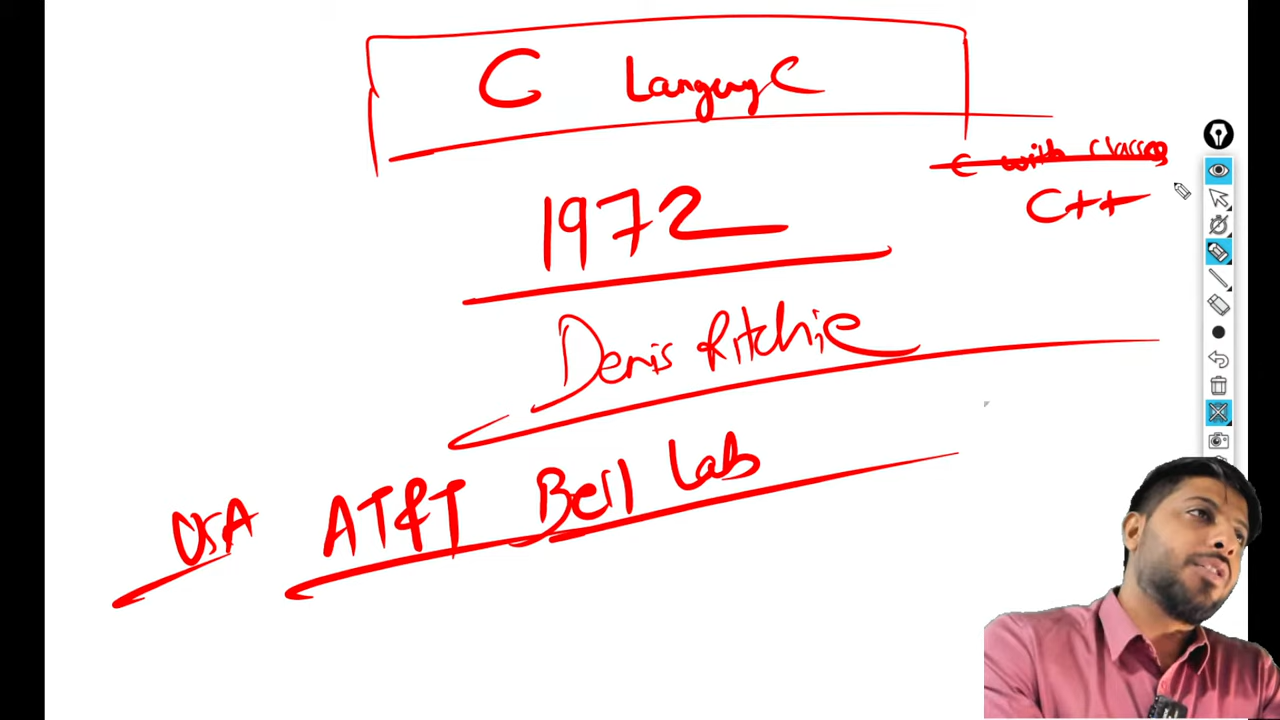 C Language
C with classes
C++
1972
Denis Ritchie
USA AT&T Bell Lab